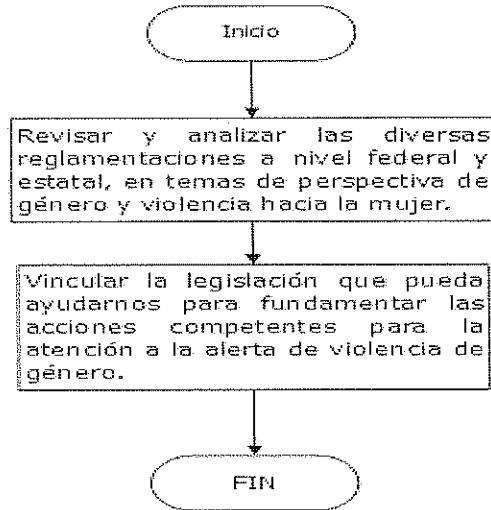 Inicio
Revisar y analizar las diversas
reglamentaciones a nivel federal y
estatal, en temas de perspectiva de
género y violencia hacia la mujer.
Vincular la legislación que pueda
ayudarnos para fundamentar las
acciones competentes para la
atención a la alerta de violencia de
género.
FIN